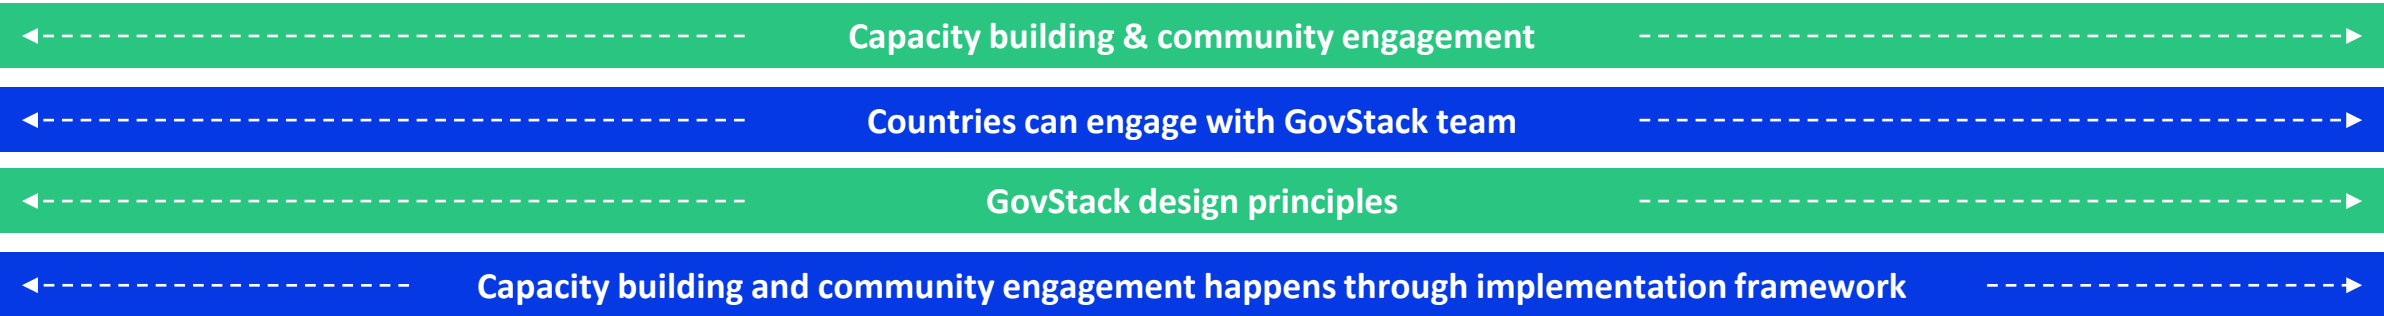 Capacity building & community engagement
Countries can engage with GovStack team
GovStack design principles
Capacity building and community engagement happens through implementation framework